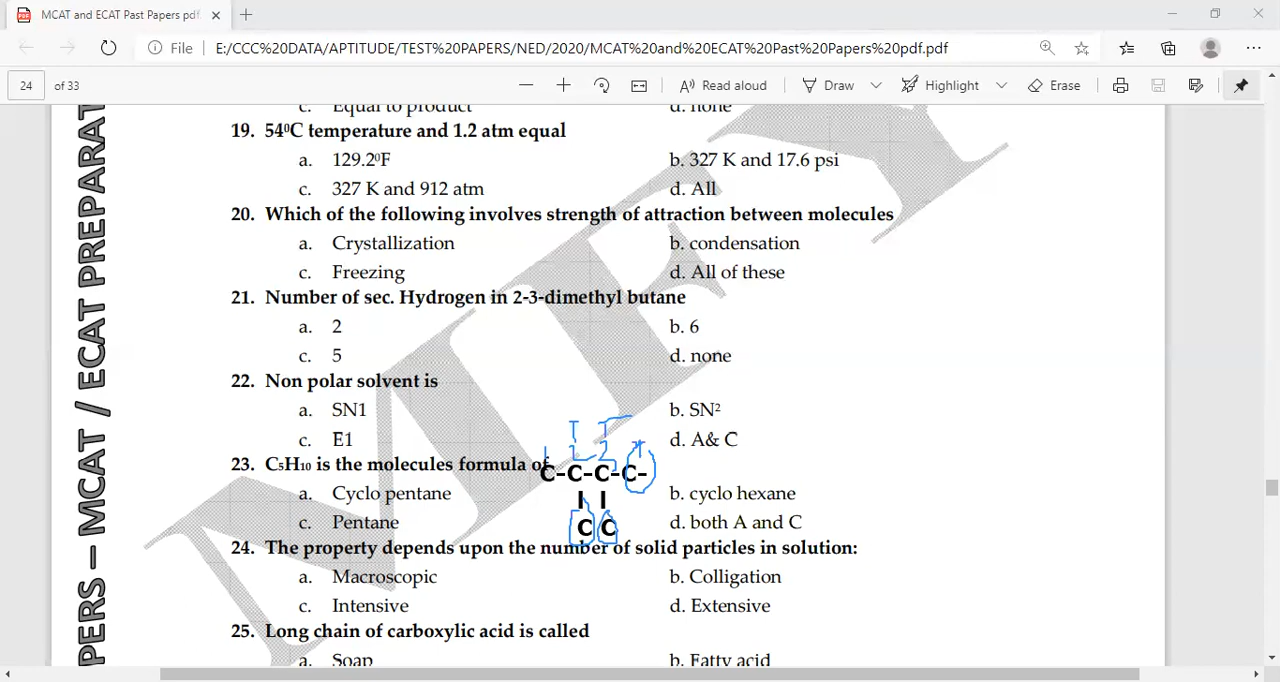 MCAT and ECAT Past Papers pdf.
File E:/CCC%20DATA/APTITUDE/TEST%20PAPERS/NED/2020/MCAT%20and%20ECAT%20Past%20Papers%20pdf.pdf
24 of 33 Read aloud Draw Highlight Erase
c. Equal to product d. none
19. 54⁰C temperature and 1.2 atm equal
a. 129.2⁰F b. 327 K and 17.6 psi
c. 327 K and 912 atm d. All
20. Which of the following involves strength of attraction between molecules
a. Crystallization b. condensation
c. Freezing d. All of these
21. Number of sec. Hydrogen in 2-3-dimethyl butane
a. 2 b. 6
c. 5 d. none
22. Non polar solvent is
a. SN1 b. SN²
c. E1 d. A& C
23. C₅H₁₀ is the molecules formula of
C-C-C-C-
a. Cyclo pentane b. cyclo hexane
c. Pentane d. both A and C
C C
24. The property depends upon the number of solid particles in solution:
a. Macroscopic b. Colligation
c. Intensive d. Extensive
25. Long chain of carboxylic acid is called
a. Soap b. Fatty acid
PERS – MCAT / ECAT PREPARAT